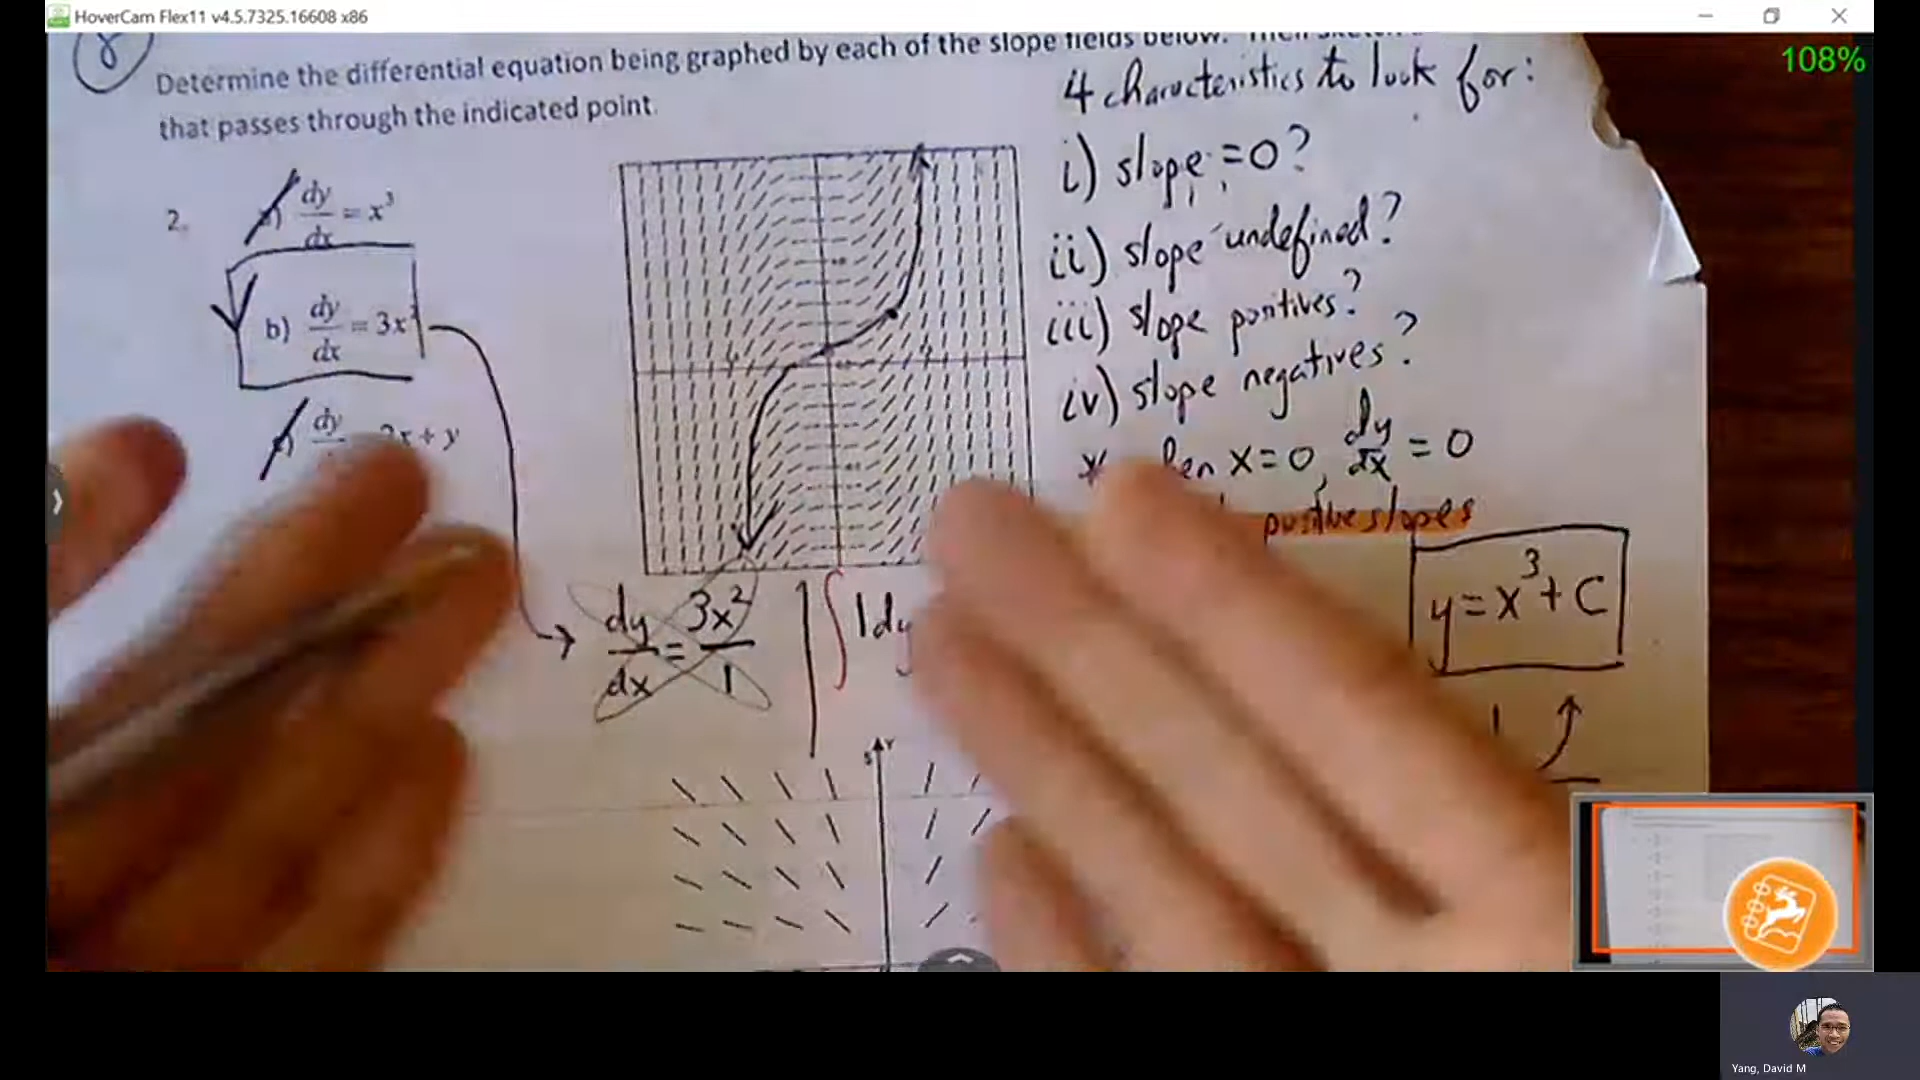 HoverCam Flex11 v4.5.7325.16608 x86
108%
8
Determine the differential equation being graphed by each of the slope fields below.
that passes through the indicated point.
2.
dy/dx = x³
b) dy/dx = 3x²
dy + y
4 characteristics to look for:
i) slope = 0?
ii) slope undefined?
iii) slope positives?
iv) slope negatives?
x=0, dy/dx = 0
positive slopes
dy/dx = 3x²/1
∫ 1dy
y = x³ + C
Y
5
Yang, David M